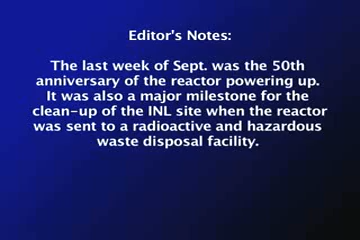 Editor's Notes:
The last week of Sept. was the 50th
anniversary of the reactor powering up.
It was also a major milestone for the
clean-up of the INL site when the reactor
was sent to a radioactive and hazardous
waste disposal facility.